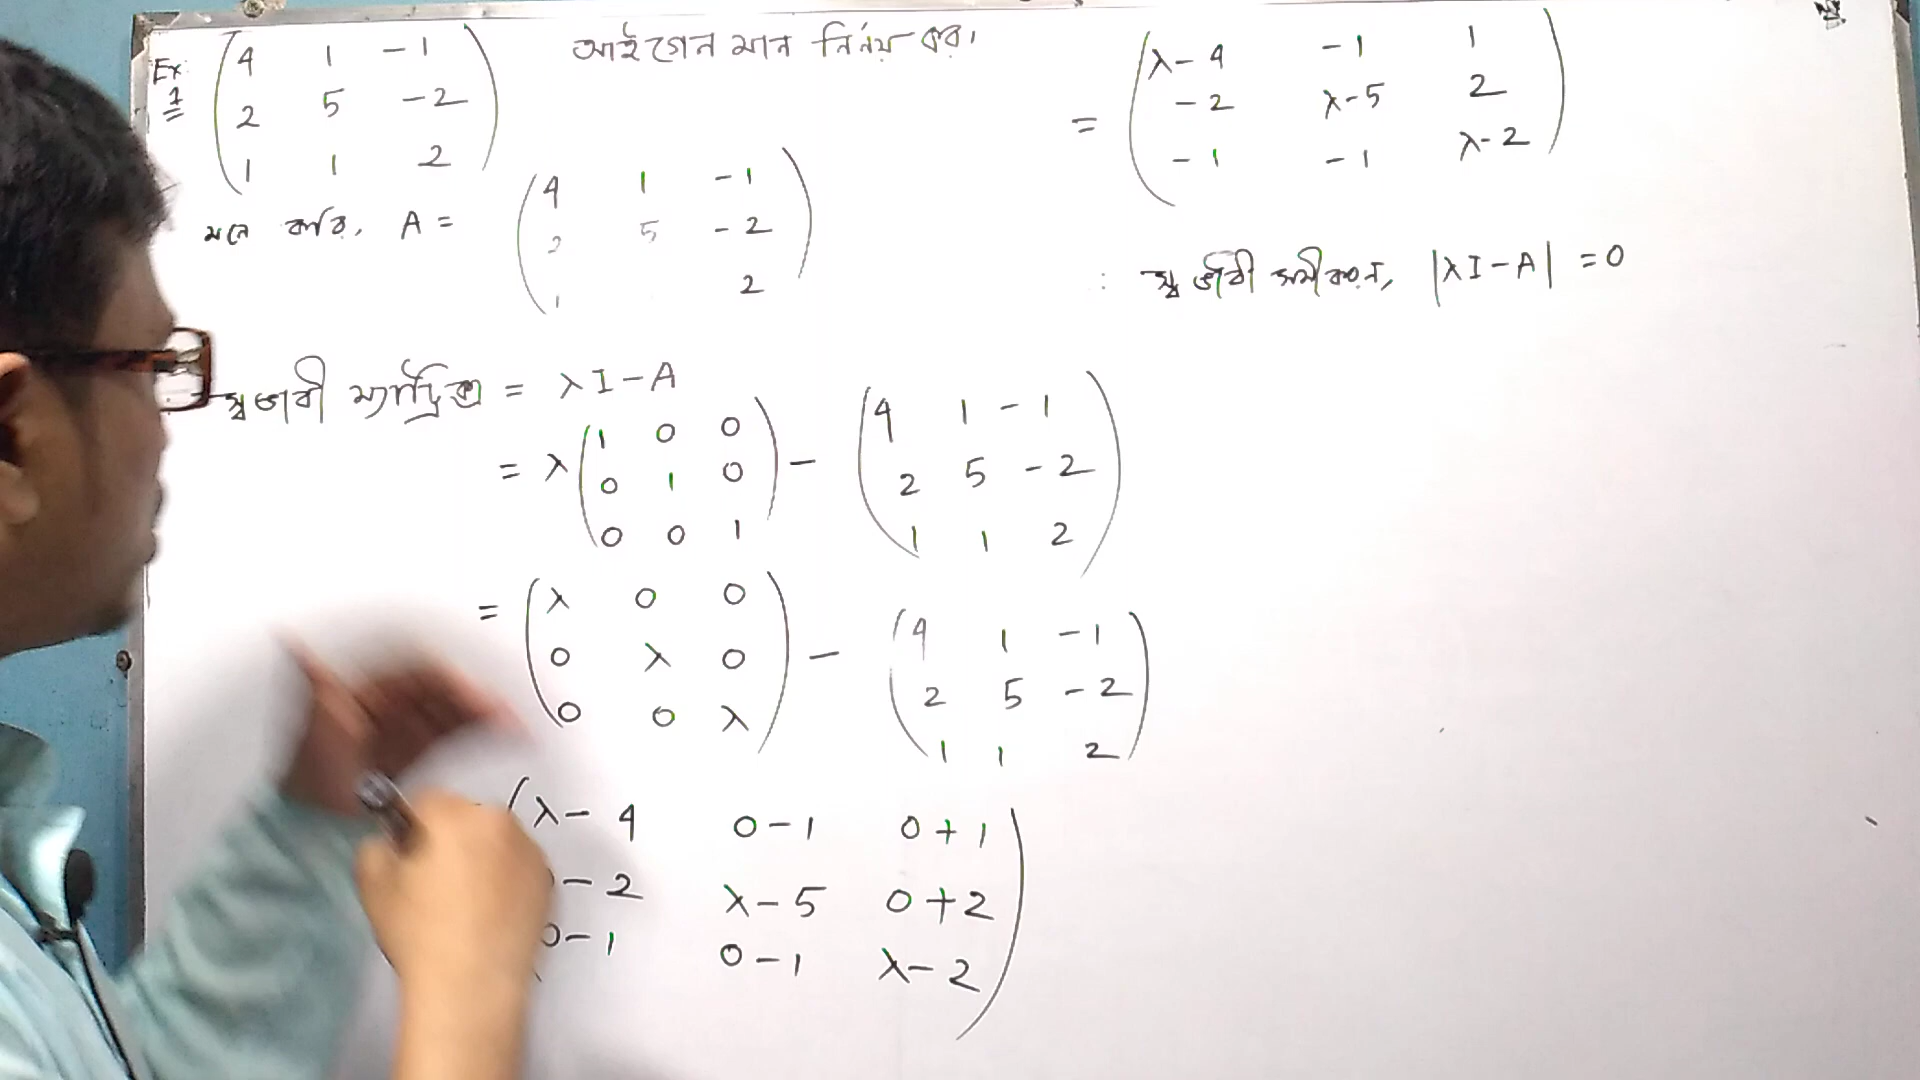 Ex: 1
4 1 -1
2 5 -2
1 1 2
আইগেন মান নির্নয় কর।
মনে করি, A =
4 1 -1
2 5 -2
1 2
স্বভাবী ম্যাট্রিক্স = λI - A
= λ (1 0 0
0 1 0
0 0 1) - (4 1 -1
2 5 -2
1 1 2)
= (λ 0 0
0 λ 0
0 0 λ) - (4 1 -1
2 5 -2
1 1 2)
(λ-4 0-1 0+1
-2 λ-5 0+2
0-1 0-1 λ-2)
= (λ-4 -1 1
-2 λ-5 2
-1 -1 λ-2)
: স্বভাবী সমীকরন, |λI-A| = 0